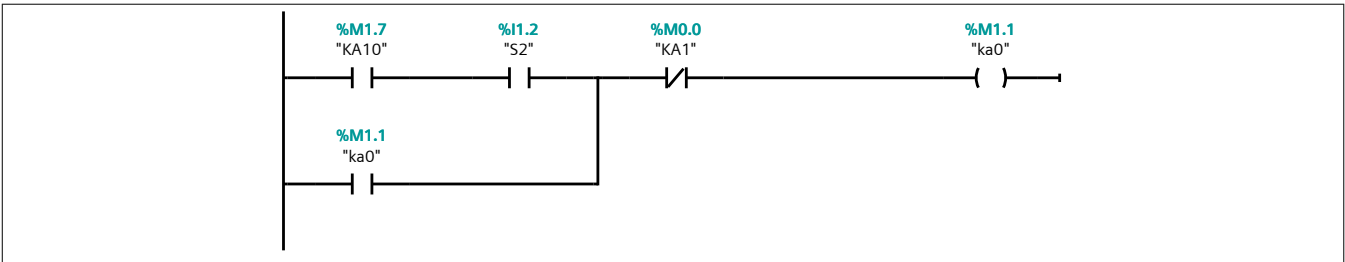 %M1.7 %I1.2 %M0.0 %M1.1
"KA10" "S2" "KA1" "ka0"
%M1.1
"ka0"